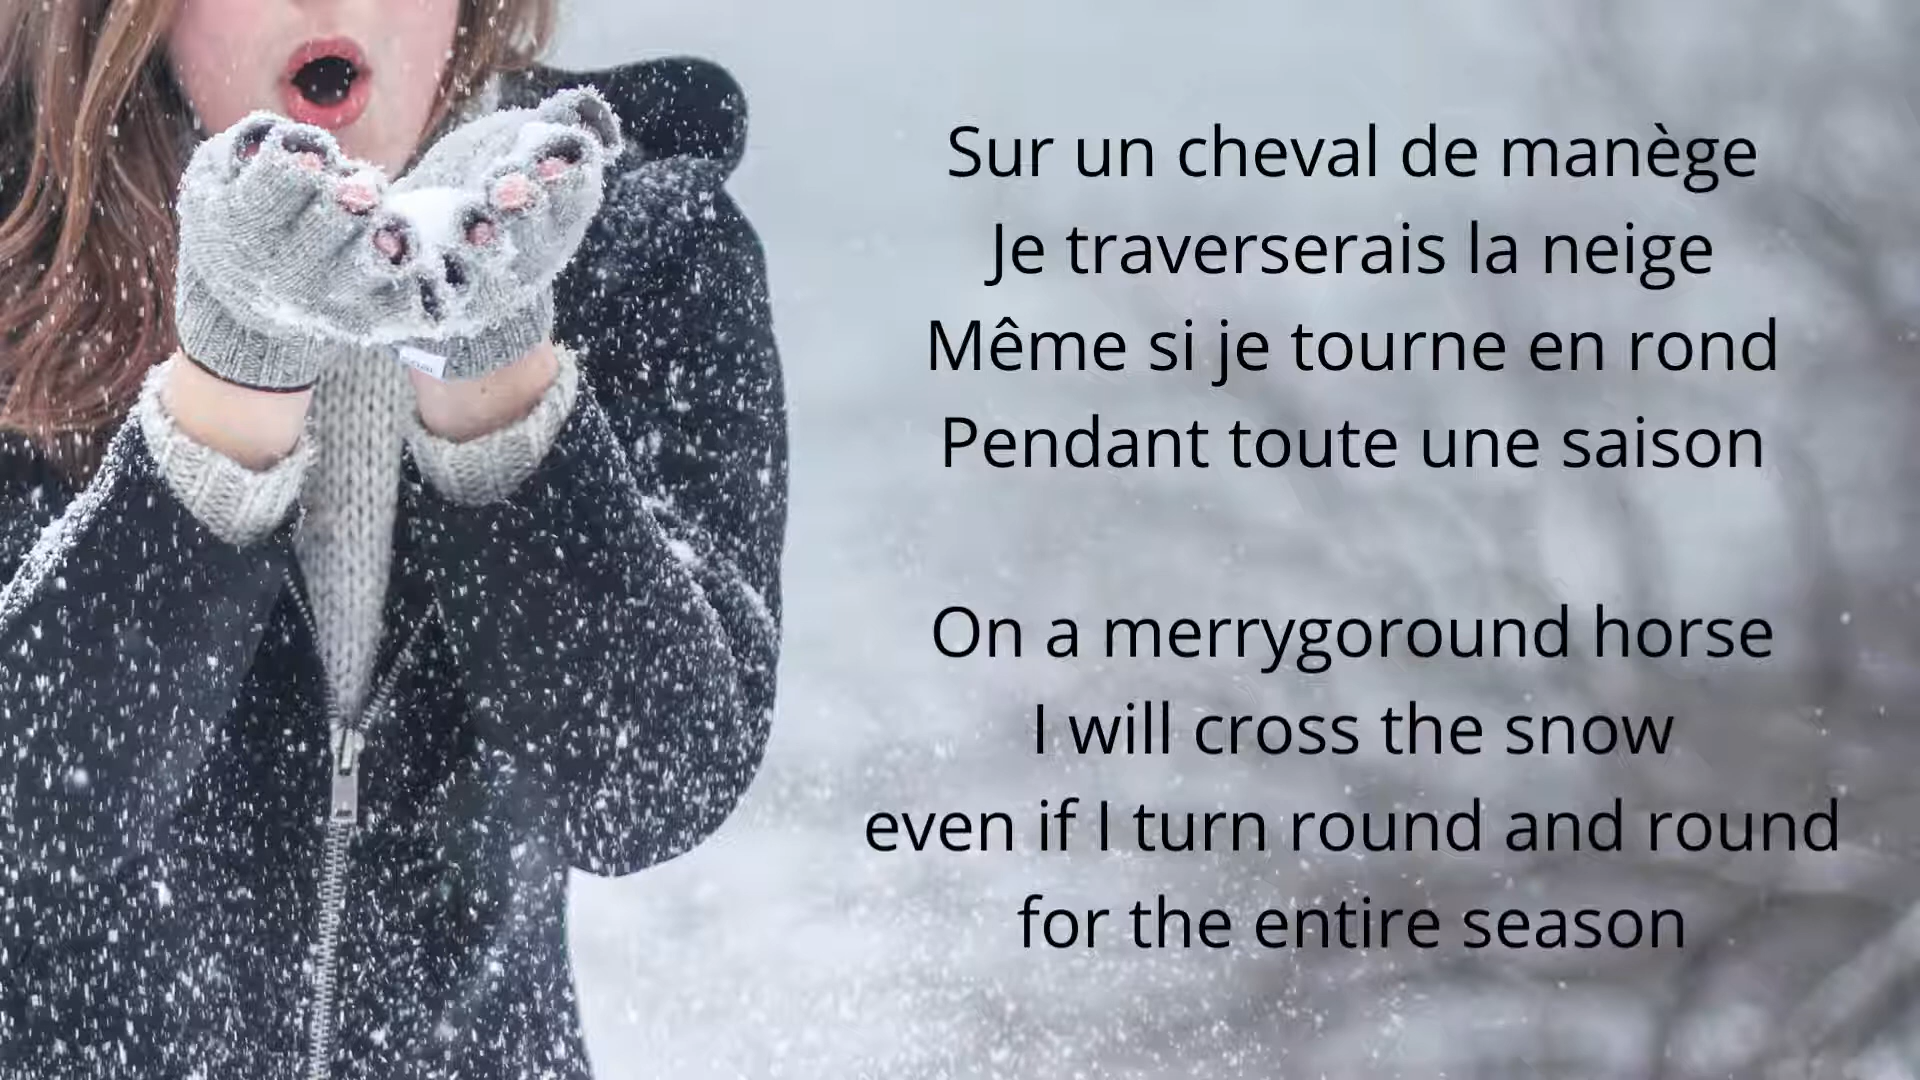 Sur un cheval de manège
Je traverserais la neige
Même si je tourne en rond
Pendant toute une saison
On a merrygoround horse
I will cross the snow
even if I turn round and round
for the entire season